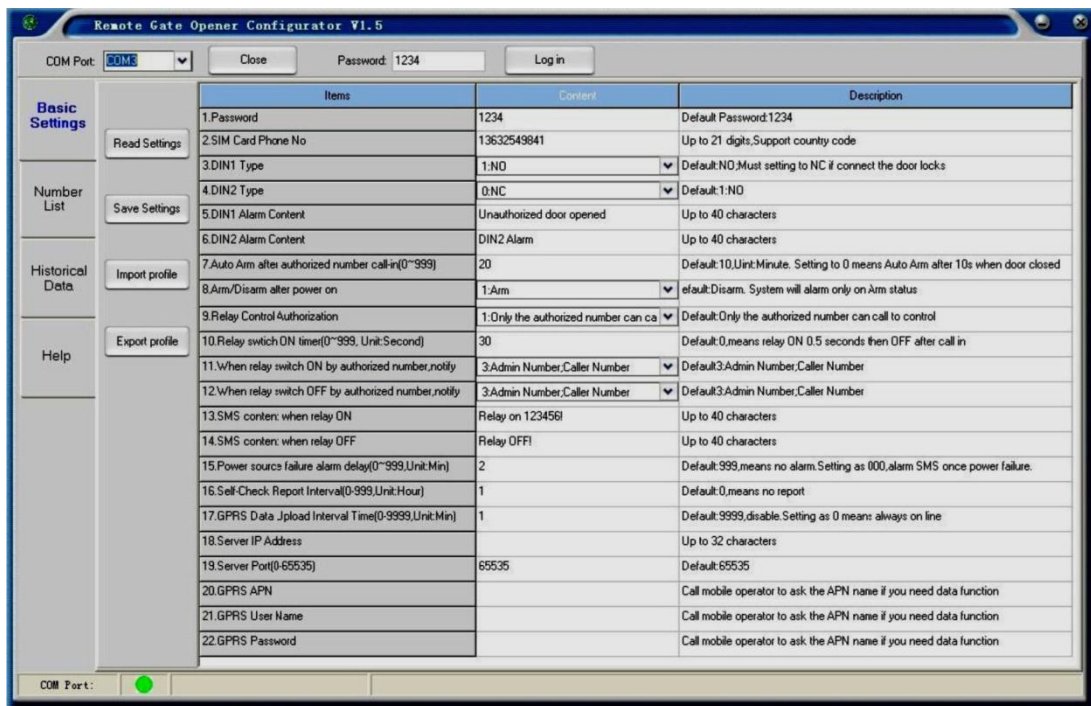 Remote Gate Opener Configurator V1.5
COM Port: COM3 Close Password: 1234 Log in
Basic Settings
Number List
Historical Data
Help
Read Settings
Save Settings
Import profile
Export profile
Items Content Description
1.Password 1234 Default Password:1234
2.SIM Card Phone No 13632549841 Up to 21 digits,Support country code
3.DIN1 Type 1:NO Default:NO;Must setting to NC if connect the door locks
4.DIN2 Type 0:NC Default:1:NO
5.DIN1 Alarm Content Unauthorized door opened Up to 40 characters
6.DIN2 Alarm Content DIN2 Alarm Up to 40 characters
7.Auto Arm after authorized number call-in(0~999) 20 Default:10,Uint:Minute. Setting to 0 means Auto Arm after 10s when door closed
8.Arm/Disarm after power on 1:Arm efault:Disarm. System will alarm only on Arm status
9.Relay Control Authorization 1:Only the authorized number can ca Default:Only the authorized number can call to control
10.Relay swtich ON timer(0~999, Unit:Second) 30 Default:0,means relay ON 0.5 seconds then OFF after call in
11.When relay switch ON by authorized number,notify 3:Admin Number;Caller Number Default3:Admin Number;Caller Number
12.When relay switch OFF by authorized number,notify 3:Admin Number;Caller Number Default3:Admin Number;Caller Number
13.SMS conten: when relay ON Relay on 123456! Up to 40 characters
14.SMS conten: when relay OFF Relay OFF! Up to 40 characters
15.Power source failure alarm delay(0~999,Unit:Min) 2 Default:999,means no alarm.Setting as 000,alarm SMS once power failure.
16.Self-Check Report Interval(0-999,Unit:Hour) 1 Default:0,means no report
17.GPRS Data Upload Interval Time(0-9999,Unit:Min) 1 Default:9999,disable.Setting as 0 means always on line
18.Server IP Address Up to 32 characters
19.Server Port(0-65535) 65535 Default:65535
20.GPRS APN Call mobile operator to ask the APN name if you need data function
21.GPRS User Name Call mobile operator to ask the APN name if you need data function
22.GPRS Password Call mobile operator to ask the APN name if you need data function
COM Port: